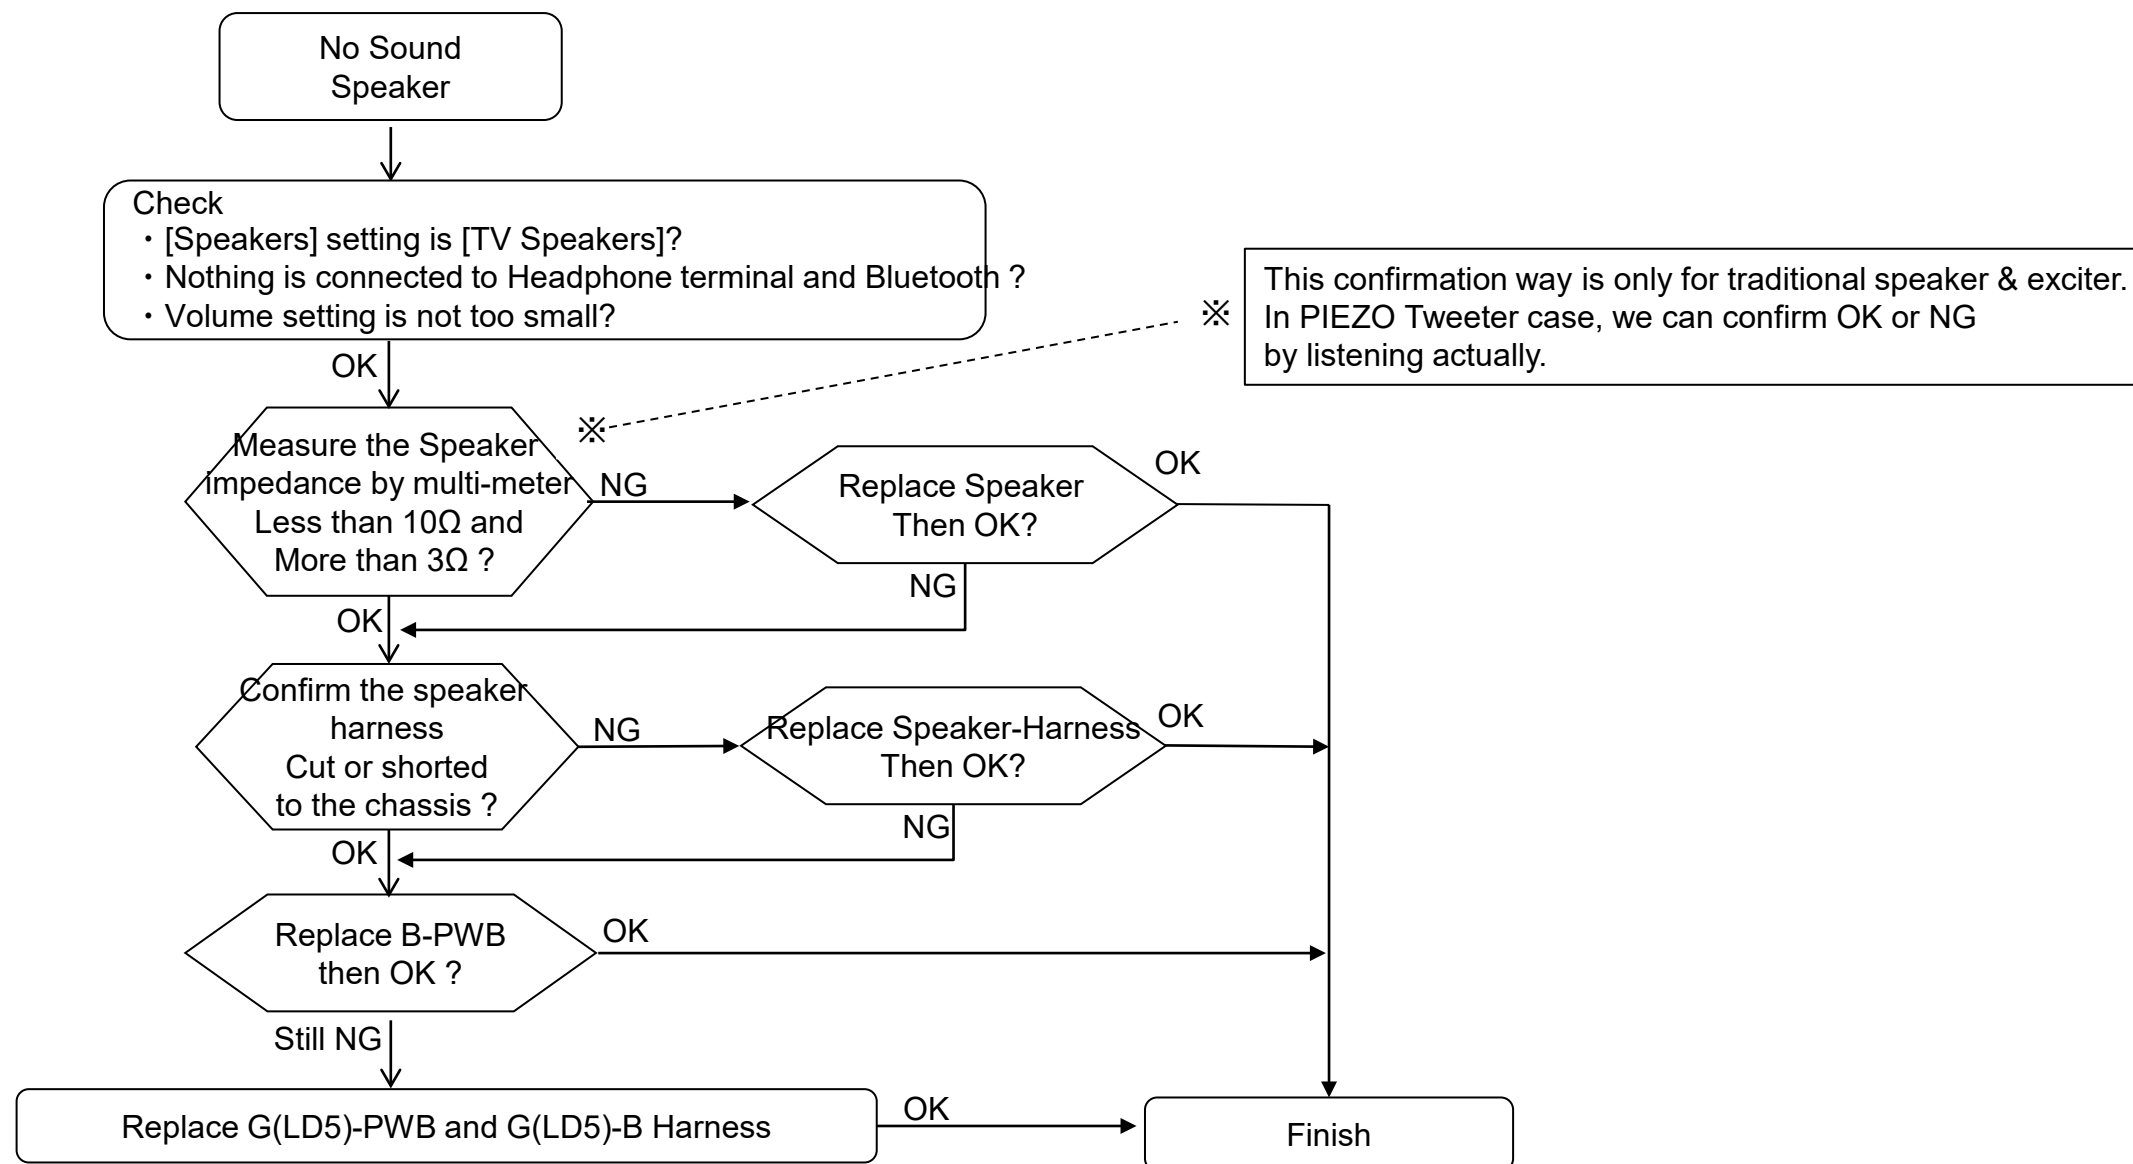 No Sound
Speaker
Check
・[Speakers] setting is [TV Speakers]?
・Nothing is connected to Headphone terminal and Bluetooth ?
・Volume setting is not too small?
※
This confirmation way is only for traditional speaker & exciter.
In PIEZO Tweeter case, we can confirm OK or NG
by listening actually.
OK
※
Measure the Speaker
impedance by multi-meter
Less than 10Ω and
More than 3Ω ?
NG
Replace Speaker
Then OK?
OK
NG
OK
Confirm the speaker
harness
Cut or shorted
to the chassis ?
NG
Replace Speaker-Harness
Then OK?
OK
NG
OK
Replace B-PWB
then OK ?
OK
Still NG
Replace G(LD5)-PWB and G(LD5)-B Harness
OK
Finish